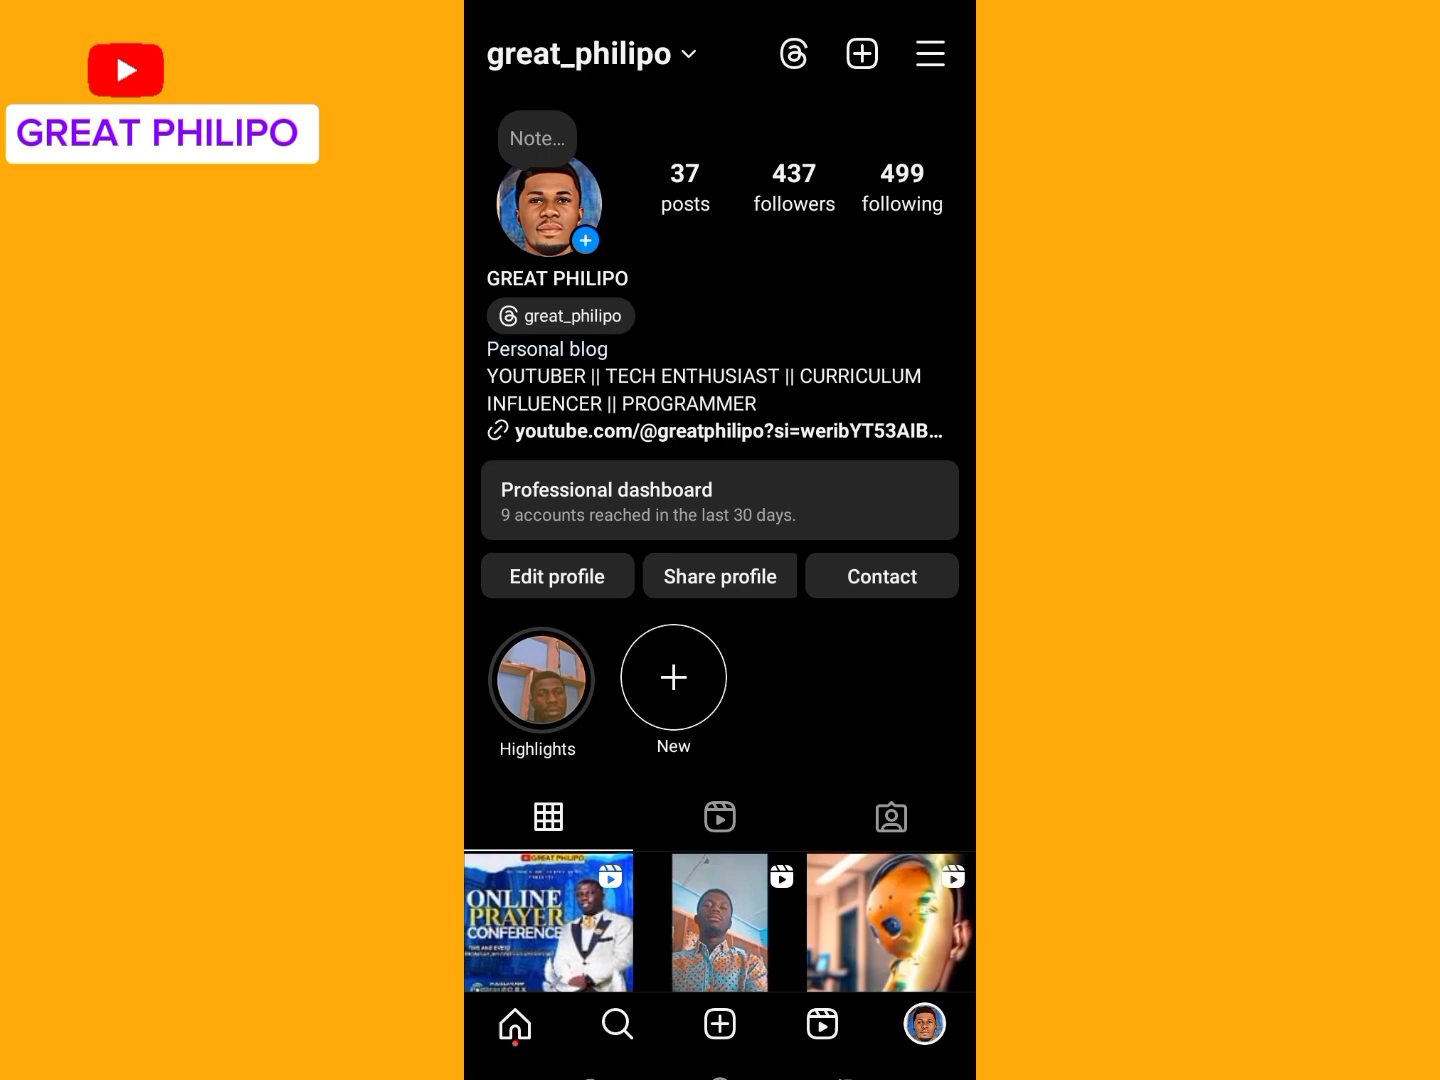 GREAT PHILIPO
great_philipo
Note...
37
posts
437
followers
499
following
GREAT PHILIPO
great_philipo
Personal blog
YOUTUBER || TECH ENTHUSIAST || CURRICULUM
INFLUENCER || PROGRAMMER
youtube.com/@greatphilipo?si=weribYT53AIB...
Professional dashboard
9 accounts reached in the last 30 days.
Edit profile
Share profile
Contact
Highlights
New
GREAT PHILIPO
ONLINE
PRAYER
CONFERENCE